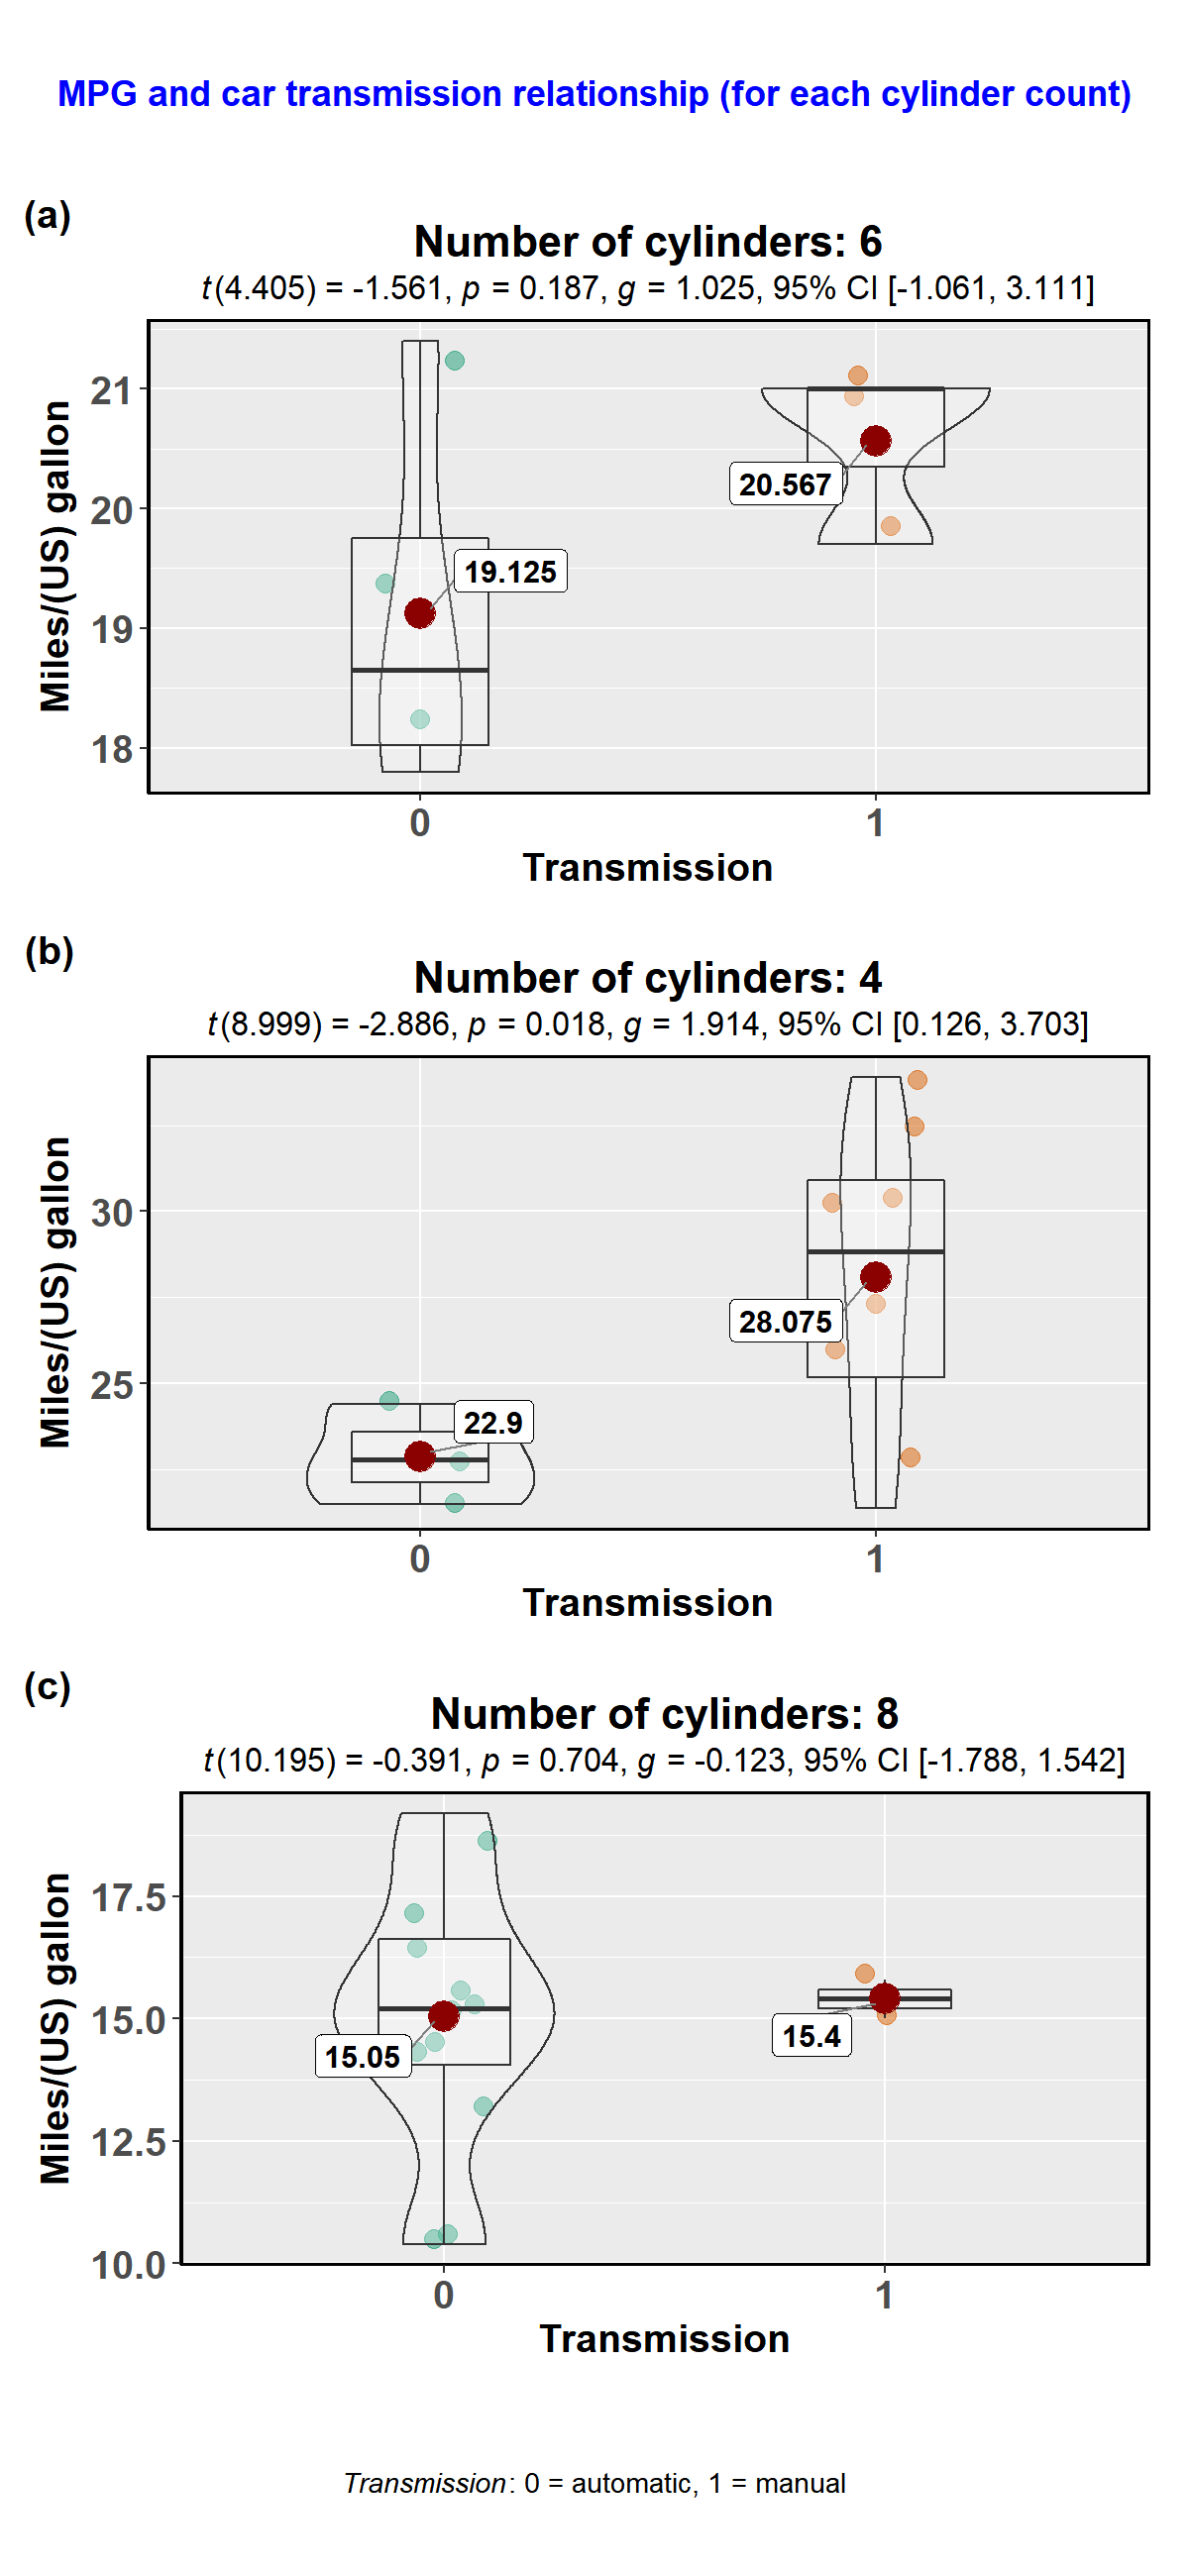 MPG and car transmission relationship (for each cylinder count)
(a)
Number of cylinders: 6
t(4.405) = -1.561, p = 0.187, g = 1.025, 95% CI [-1.061, 3.111]
Miles/(US) gallon
21
20
19
18
19.125
20.567
0
1
Transmission
(b)
Number of cylinders: 4
t(8.999) = -2.886, p = 0.018, g = 1.914, 95% CI [0.126, 3.703]
Miles/(US) gallon
30
25
22.9
28.075
0
1
Transmission
(c)
Number of cylinders: 8
t(10.195) = -0.391, p = 0.704, g = -0.123, 95% CI [-1.788, 1.542]
Miles/(US) gallon
17.5
15.0
12.5
10.0
15.05
15.4
0
1
Transmission
Transmission: 0 = automatic, 1 = manual